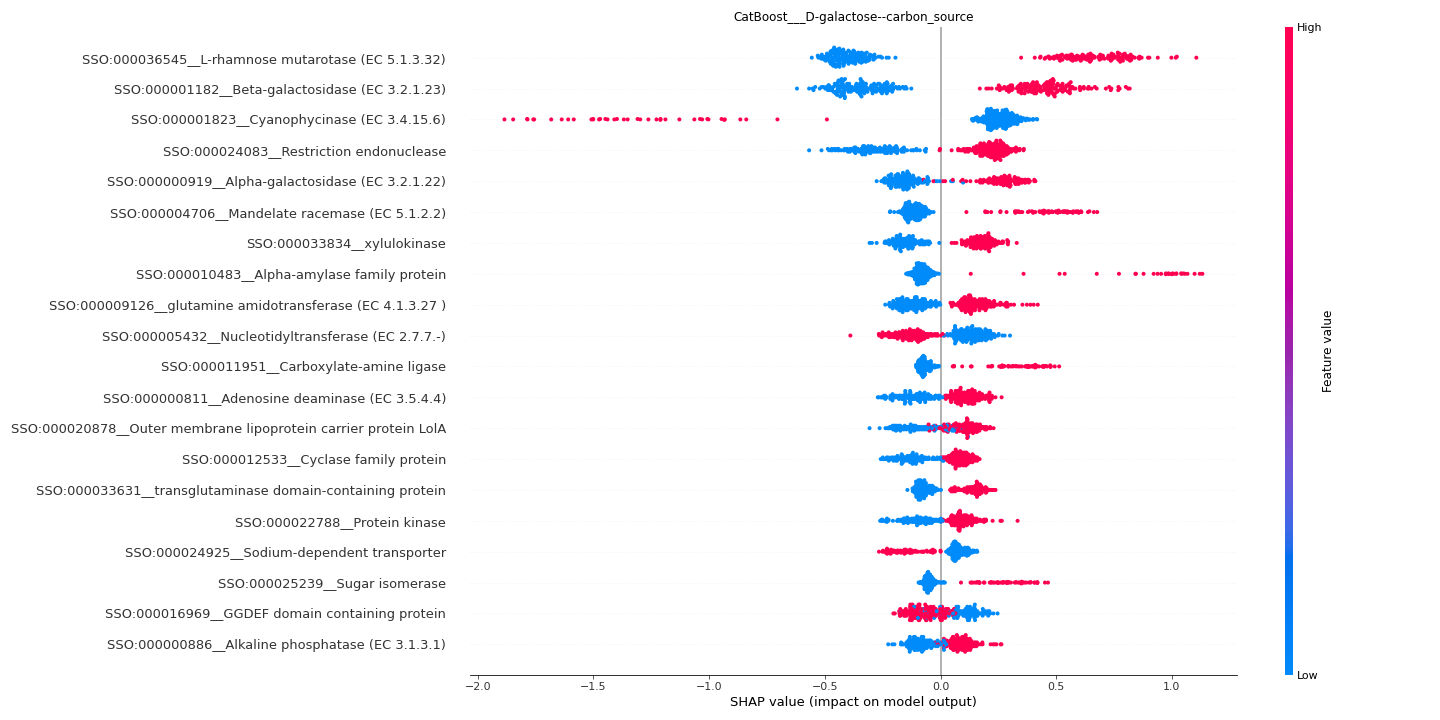 CatBoost___D-galactose--carbon_source
High
SSO:000036545__L-rhamnose mutarotase (EC 5.1.3.32)
SSO:000001182__Beta-galactosidase (EC 3.2.1.23)
SSO:000001823__Cyanophycinase (EC 3.4.15.6)
SSO:000024083__Restriction endonuclease
SSO:000000919__Alpha-galactosidase (EC 3.2.1.22)
SSO:000004706__Mandelate racemase (EC 5.1.2.2)
SSO:000033834__xylulokinase
SSO:000010483__Alpha-amylase family protein
SSO:000009126__glutamine amidotransferase (EC 4.1.3.27 )
SSO:000005432__Nucleotidyltransferase (EC 2.7.7.-)
SSO:000011951__Carboxylate-amine ligase
SSO:000000811__Adenosine deaminase (EC 3.5.4.4)
SSO:000020878__Outer membrane lipoprotein carrier protein LolA
SSO:000012533__Cyclase family protein
SSO:000033631__transglutaminase domain-containing protein
SSO:000022788__Protein kinase
SSO:000024925__Sodium-dependent transporter
SSO:000025239__Sugar isomerase
SSO:000016969__GGDEF domain containing protein
SSO:000000886__Alkaline phosphatase (EC 3.1.3.1)
Feature value
Low
−2.0 −1.5 −1.0 −0.5 0.0 0.5 1.0
SHAP value (impact on model output)